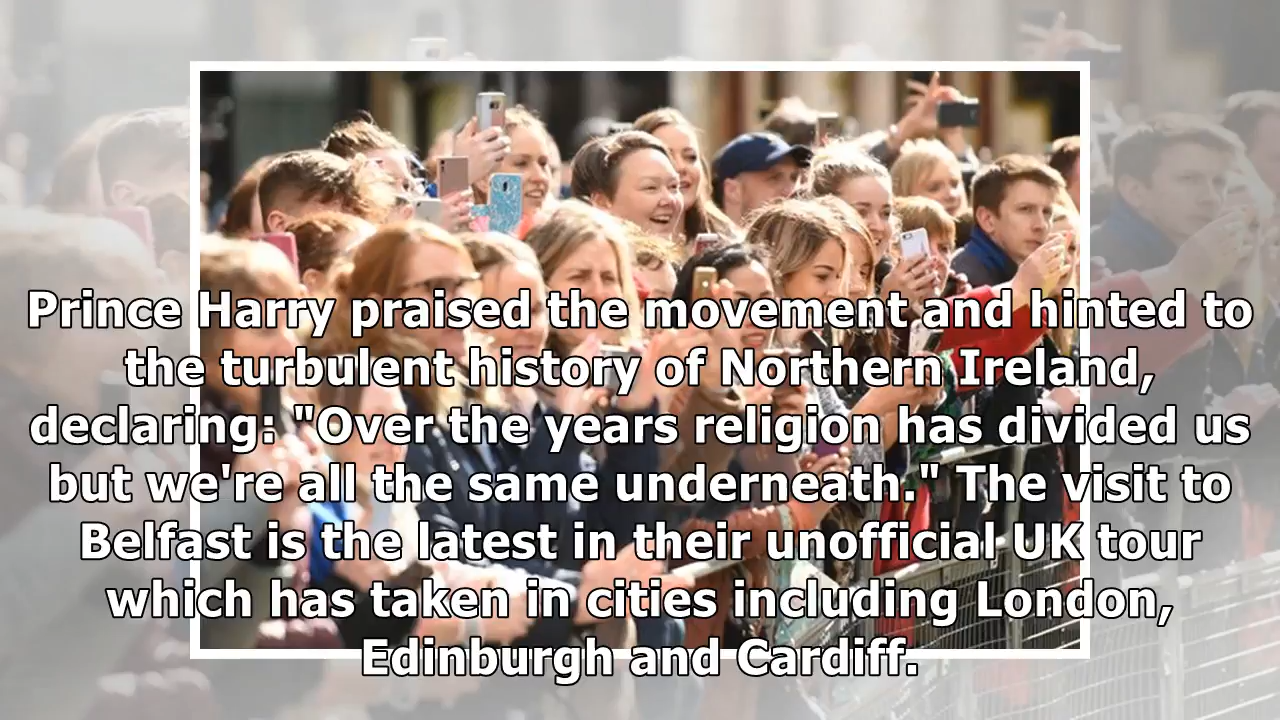 Prince Harry praised the movement and hinted to
the turbulent history of Northern Ireland,
declaring: "Over the years religion has divided us
but we're all the same underneath." The visit to
Belfast is the latest in their unofficial UK tour
which has taken in cities including London,
Edinburgh and Cardiff.